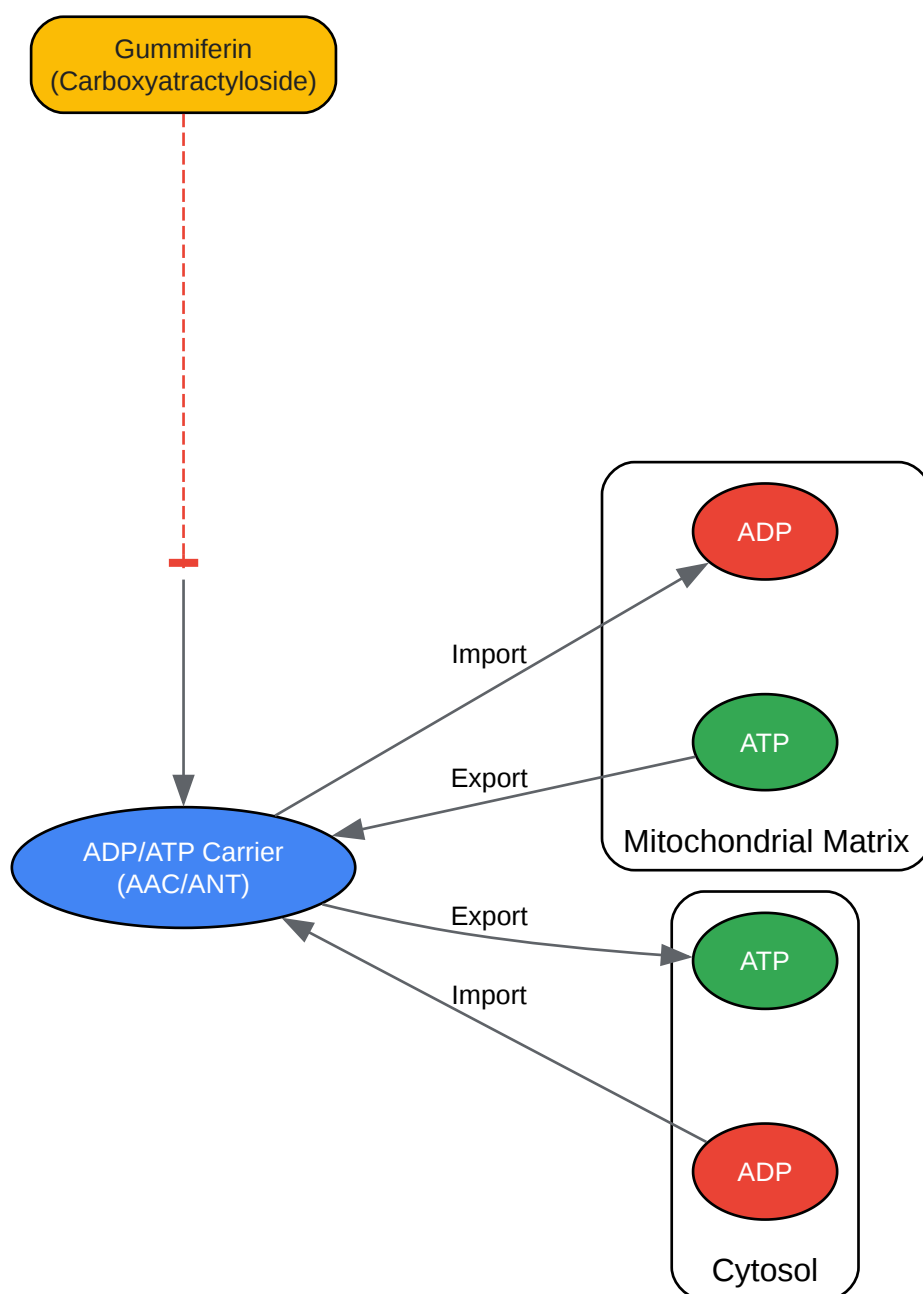 Gummiferin
(Carboxyatractyloside)
ADP
Import
ATP
Export
Mitochondrial Matrix
ADP/ATP Carrier
(AAC/ANT)
Export
ATP
Import
ADP
Cytosol